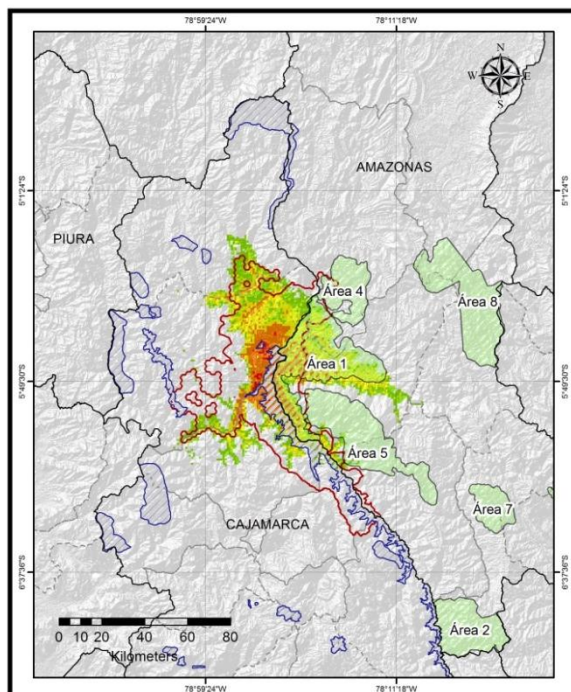 78°59'24"W 78°11'18"W
N
W E
S
AMAZONAS
5°1'24"S 5°1'24"S
PIURA
Área 4
Área 8
Área 1
5°49'30"S 5°49'30"S
Área 5
Área 7
CAJAMARCA
6°37'36"S 6°37'36"S
Área 2
0 10 20 40 60 80
Kilometers
78°59'24"W 78°11'18"W